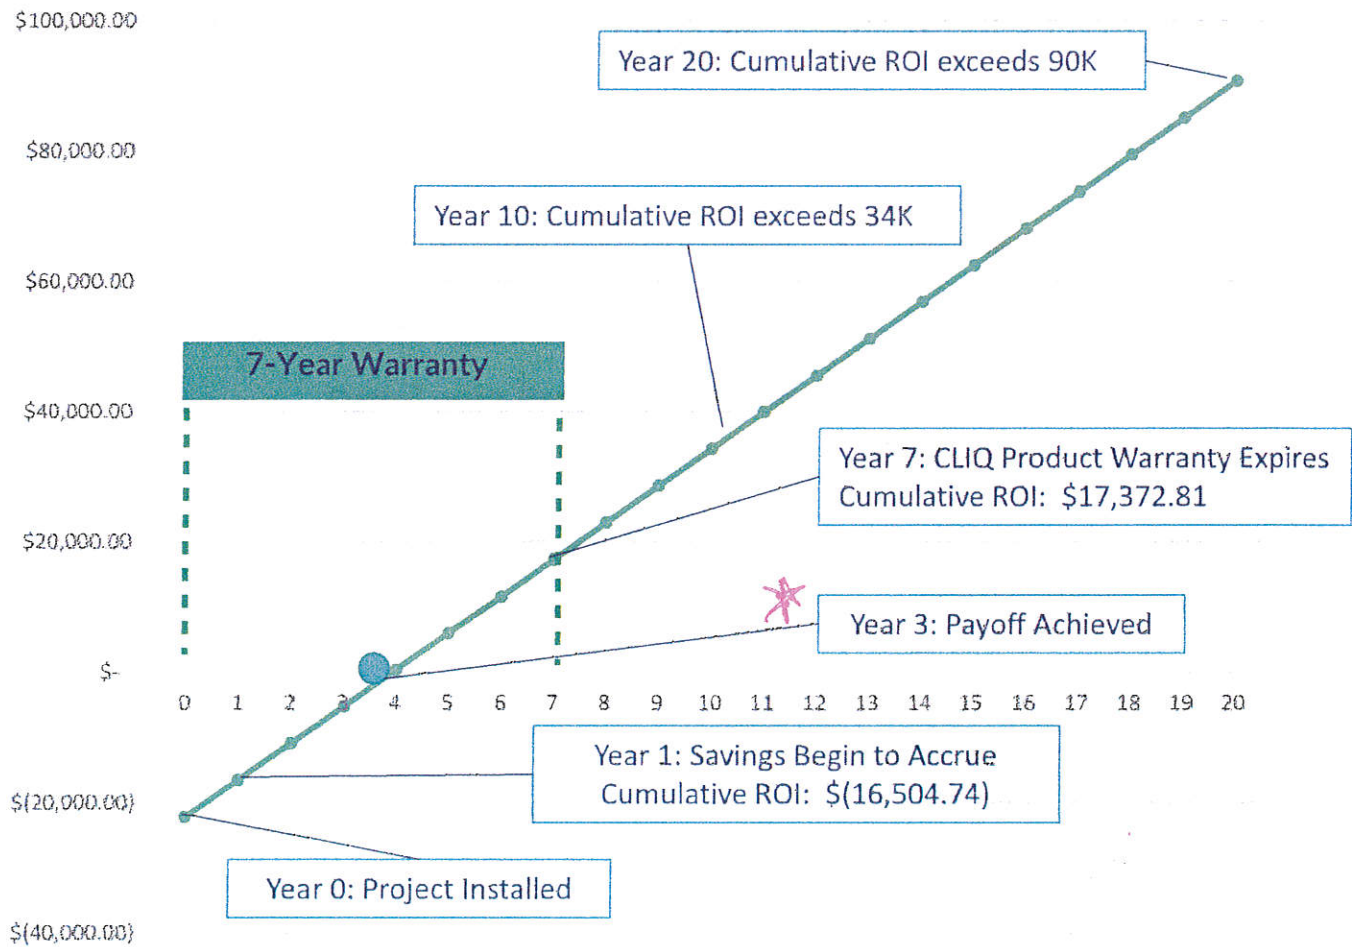 $100,000.00
Year 20: Cumulative ROI exceeds 90K
$80,000.00
Year 10: Cumulative ROI exceeds 34K
$60,000.00
7-Year Warranty
$40,000.00
Year 7: CLIQ Product Warranty Expires
Cumulative ROI: $17,372.81
$20,000.00
Year 3: Payoff Achieved
$-
0 1 2 3 4 5 6 7 8 9 10 11 12 13 14 15 16 17 18 19 20
Year 1: Savings Begin to Accrue
Cumulative ROI: $(16,504.74)
$(20,000.00)
Year 0: Project Installed
$(40,000.00)